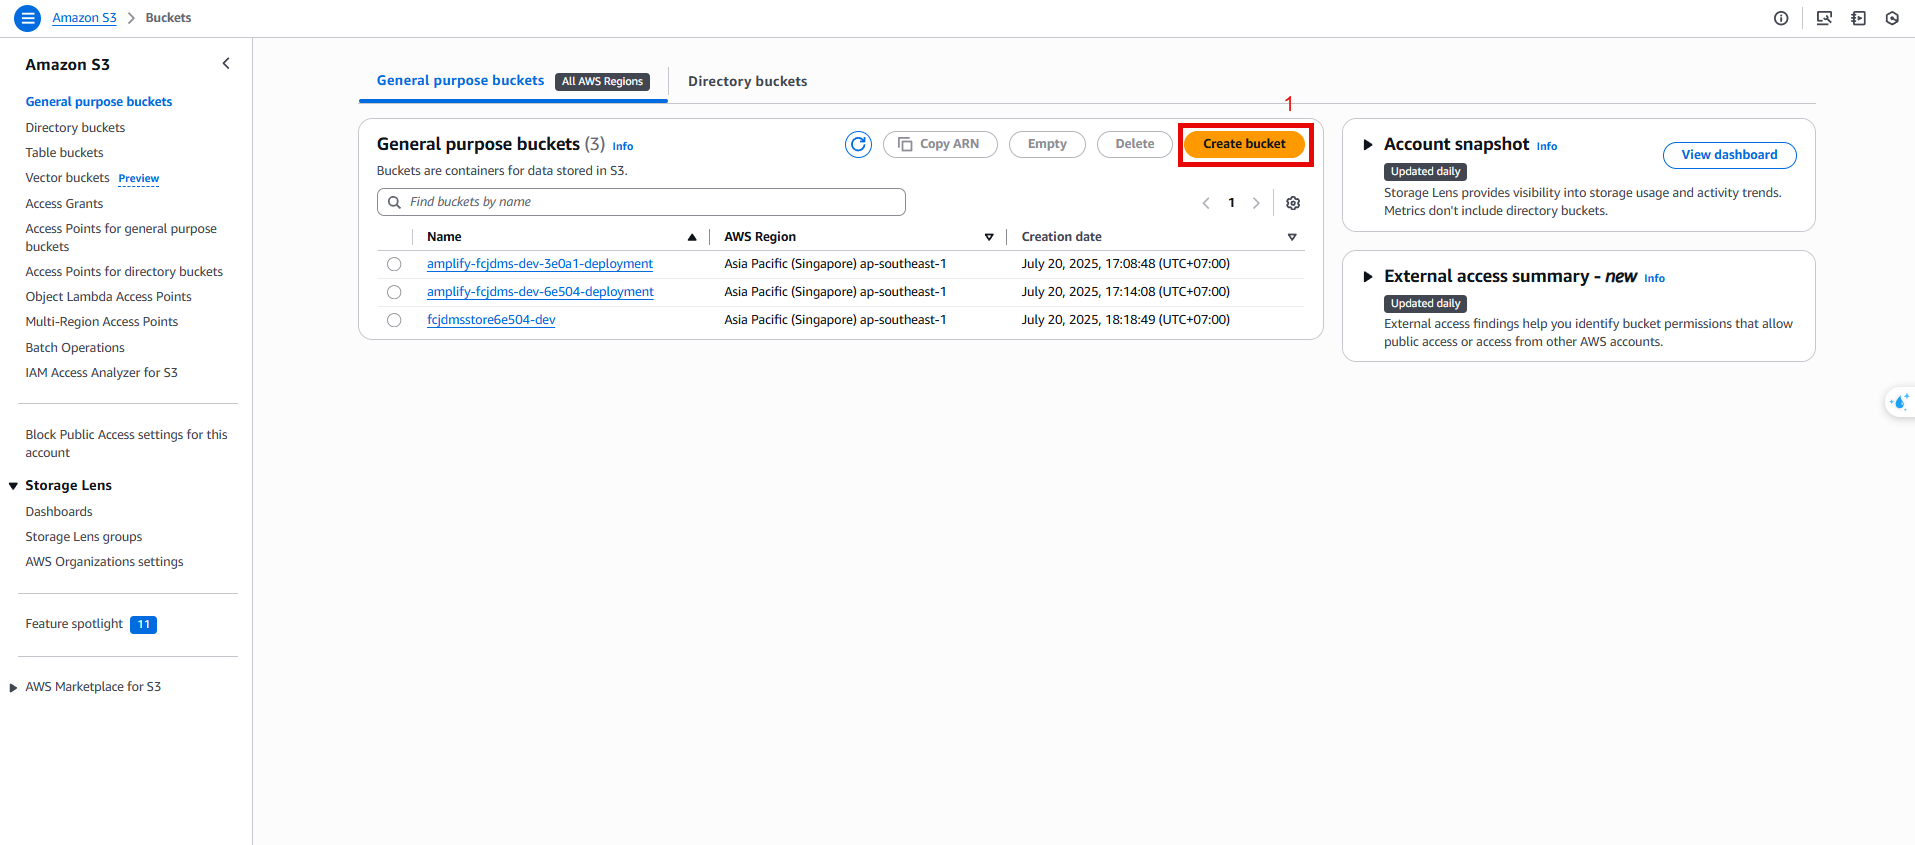 Amazon S3 > Buckets
Amazon S3
General purpose buckets
Directory buckets
Table buckets
Vector buckets Preview
Access Grants
Access Points for general purpose
buckets
Access Points for directory buckets
Object Lambda Access Points
Multi-Region Access Points
Batch Operations
IAM Access Analyzer for S3
Block Public Access settings for this
account
Storage Lens
Dashboards
Storage Lens groups
AWS Organizations settings
Feature spotlight 11
AWS Marketplace for S3
General purpose buckets All AWS Regions Directory buckets
1
General purpose buckets (3) Info Copy ARN Empty Delete Create bucket
Buckets are containers for data stored in S3.
Find buckets by name
1
Name AWS Region Creation date
amplify-fcjdms-dev-3e0a1-deployment Asia Pacific (Singapore) ap-southeast-1 July 20, 2025, 17:08:48 (UTC+07:00)
amplify-fcjdms-dev-6e504-deployment Asia Pacific (Singapore) ap-southeast-1 July 20, 2025, 17:14:08 (UTC+07:00)
fcjdmsstore6e504-dev Asia Pacific (Singapore) ap-southeast-1 July 20, 2025, 18:18:49 (UTC+07:00)
Account snapshot Info View dashboard
Updated daily
Storage Lens provides visibility into storage usage and activity trends.
Metrics don't include directory buckets.
External access summary - new Info
Updated daily
External access findings help you identify bucket permissions that allow
public access or access from other AWS accounts.